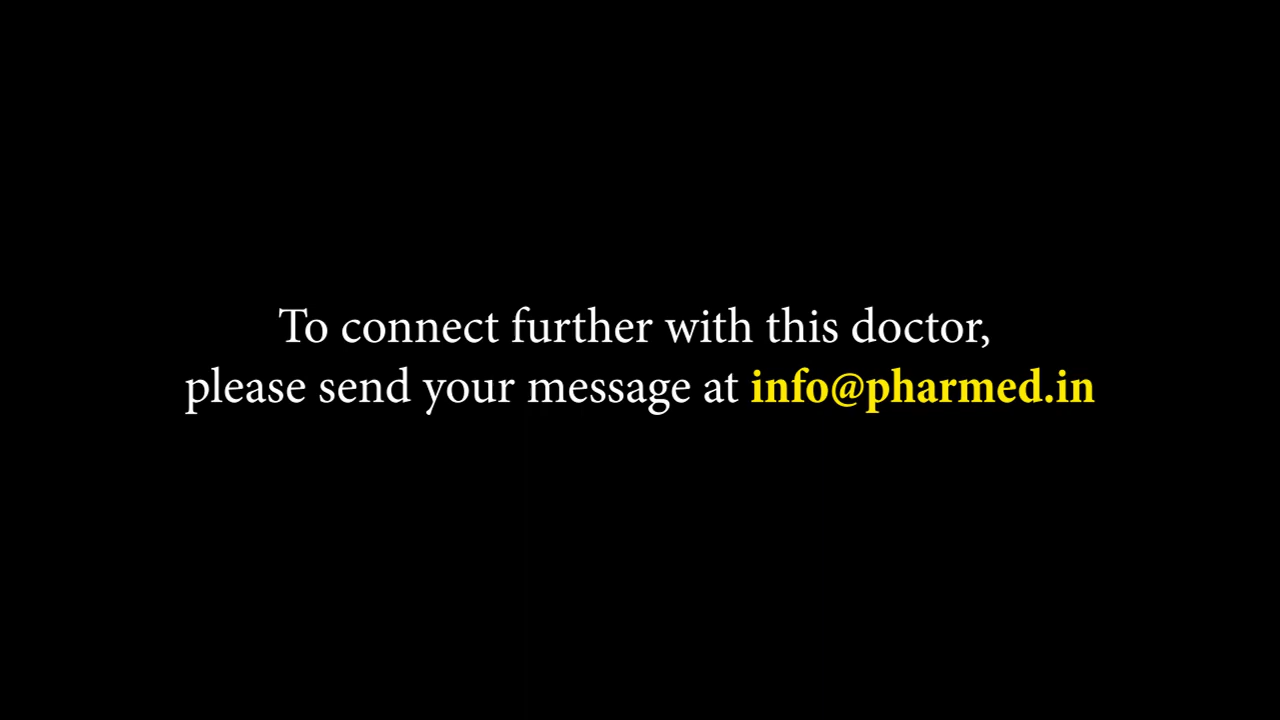 To connect further with this doctor,
please send your message at info@pharmed.in